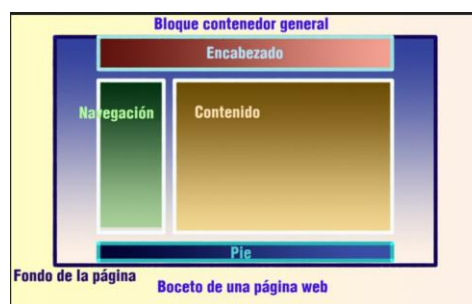 Bloque contenedor general
Encabezado
Navegación
Contenido
Pie
Fondo de la página
Boceto de una página web